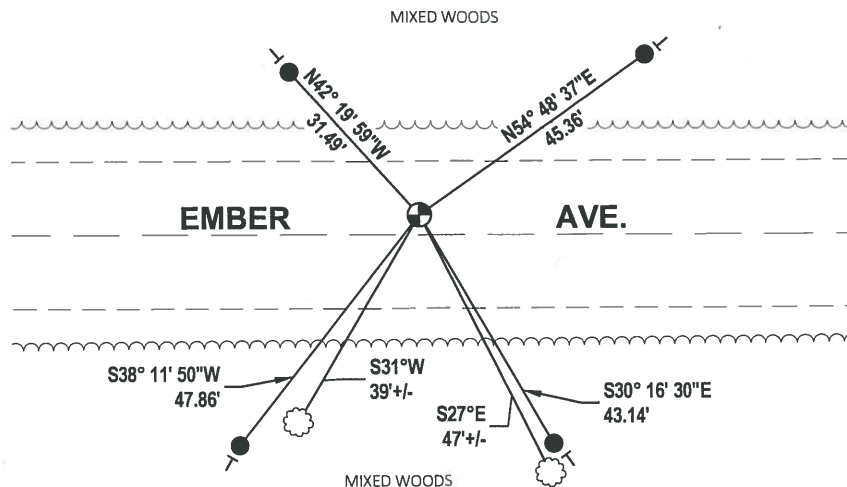 MIXED WOODS
N42° 19' 59"W
31.49'
N54° 48' 37"E
45.36'
EMBER AVE.
S38° 11' 50"W
47.86'
S31°W
39'+/-
S27°E
47'+/-
S30° 16' 30"E
43.14'
MIXED WOODS